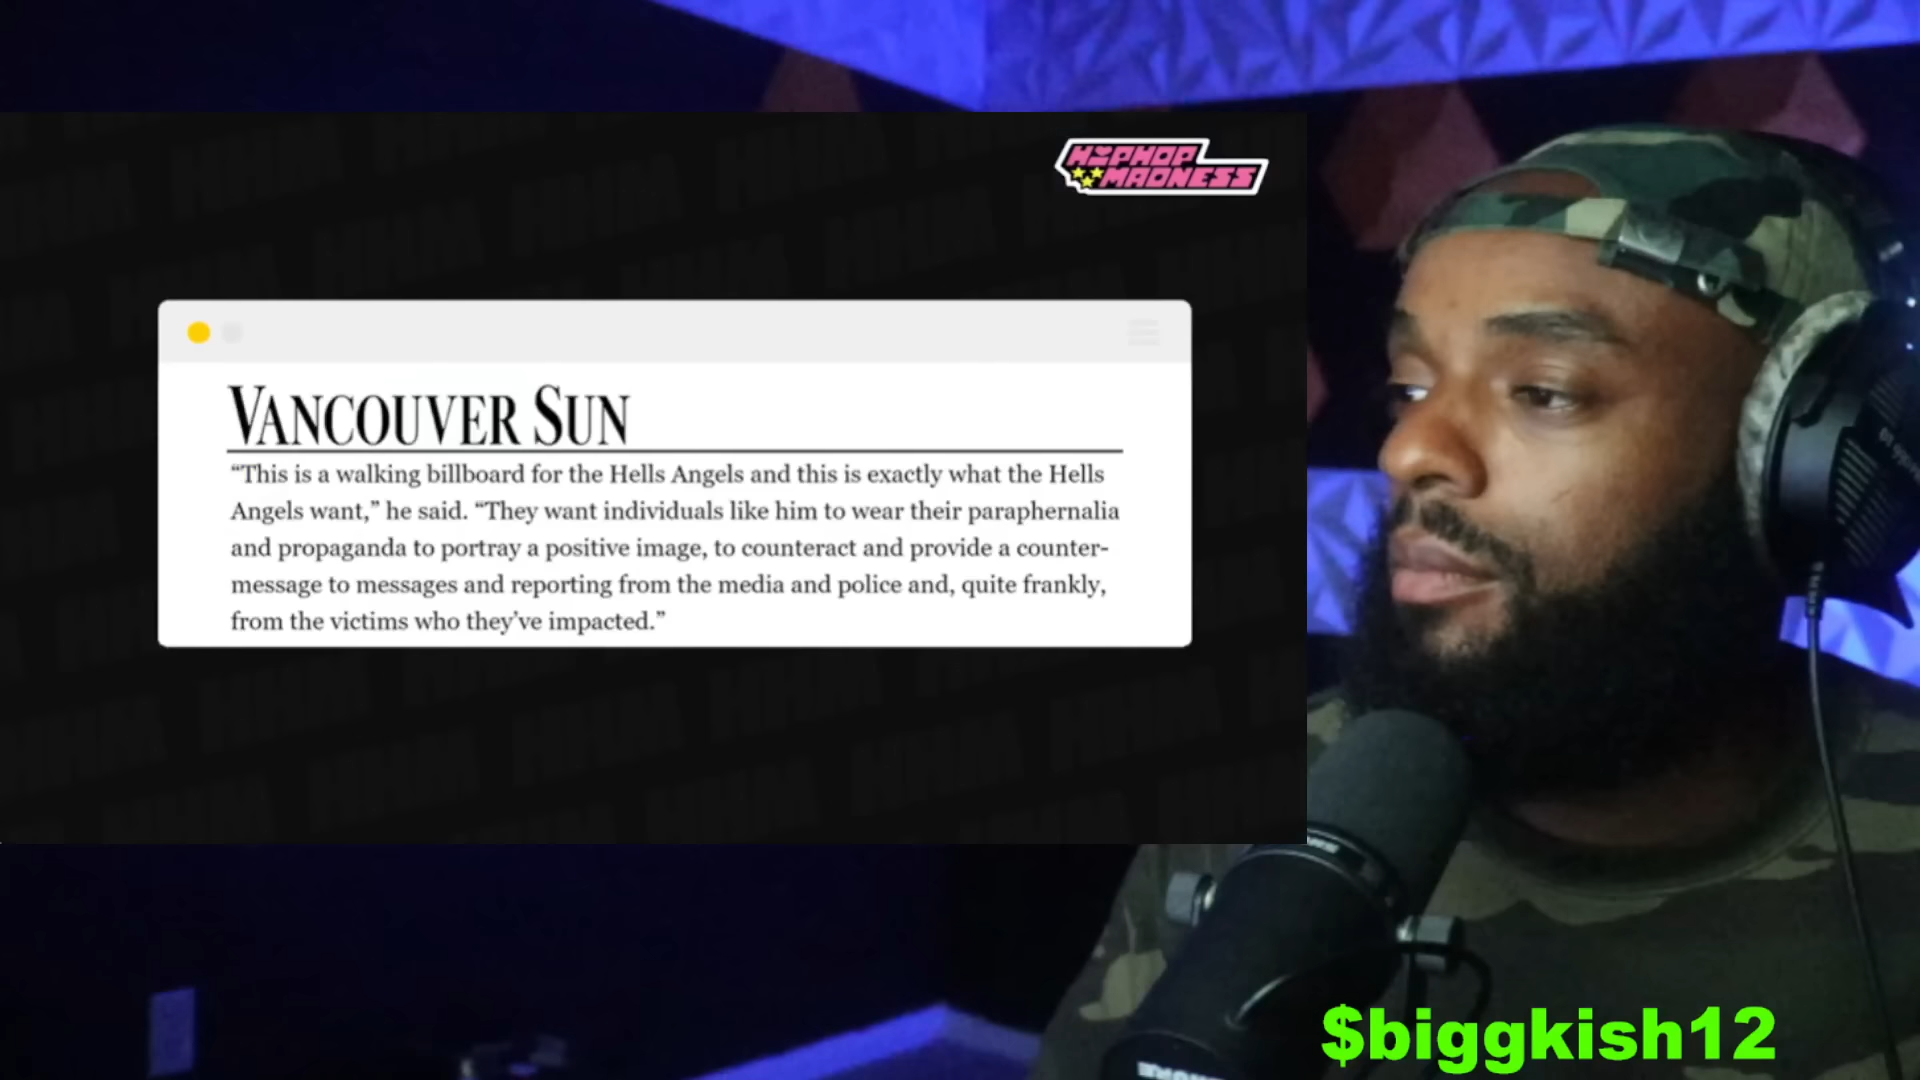 HIPHOP
MADNESS
VANCOUVER SUN
“This is a walking billboard for the Hells Angels and this is exactly what the Hells
Angels want,” he said. “They want individuals like him to wear their paraphernalia
and propaganda to portray a positive image, to counteract and provide a counter-
message to messages and reporting from the media and police and, quite frankly,
from the victims who they’ve impacted.”
$biggkish12